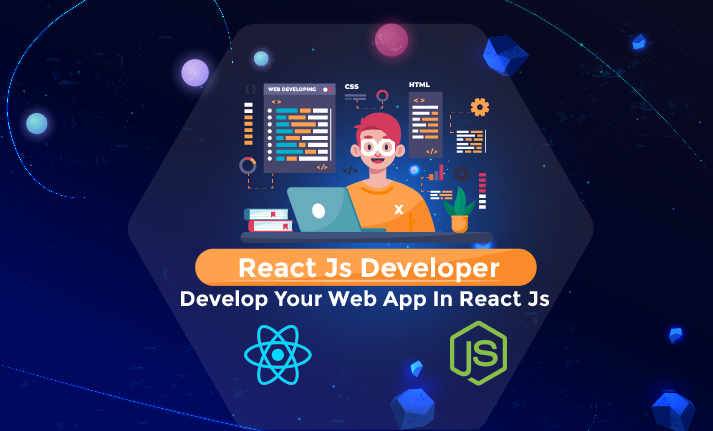 WEB DEVELOPING
CSS
HTML
< >
< >
</>
</>
</>
{ }
X
React Js Developer
Develop Your Web App In React Js
JS